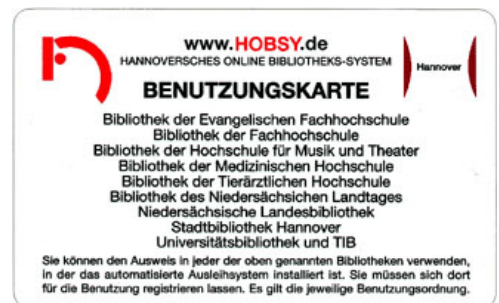 www.HOBSY.de
HANNOVERSCHES ONLINE BIBLIOTHEKS-SYSTEM
Hannover
BENUTZUNGSKARTE
Bibliothek der Evangelischen Fachhochschule
Bibliothek der Fachhochschule
Bibliothek der Hochschule für Musik und Theater
Bibliothek der Medizinischen Hochschule
Bibliothek der Tierärztlichen Hochschule
Bibliothek des Niedersächsichen Landtages
Niedersächsische Landesbibliothek
Stadtbibliothek Hannover
Universitätsbibliothek und TIB
Sie können den Ausweis in jeder der oben genannten Bibliotheken verwenden,
in der das automatisierte Ausleihsystem installiert ist. Sie müssen sich dort
für die Benutzung registrieren lassen. Es gilt die jeweilige Benutzungsordnung.